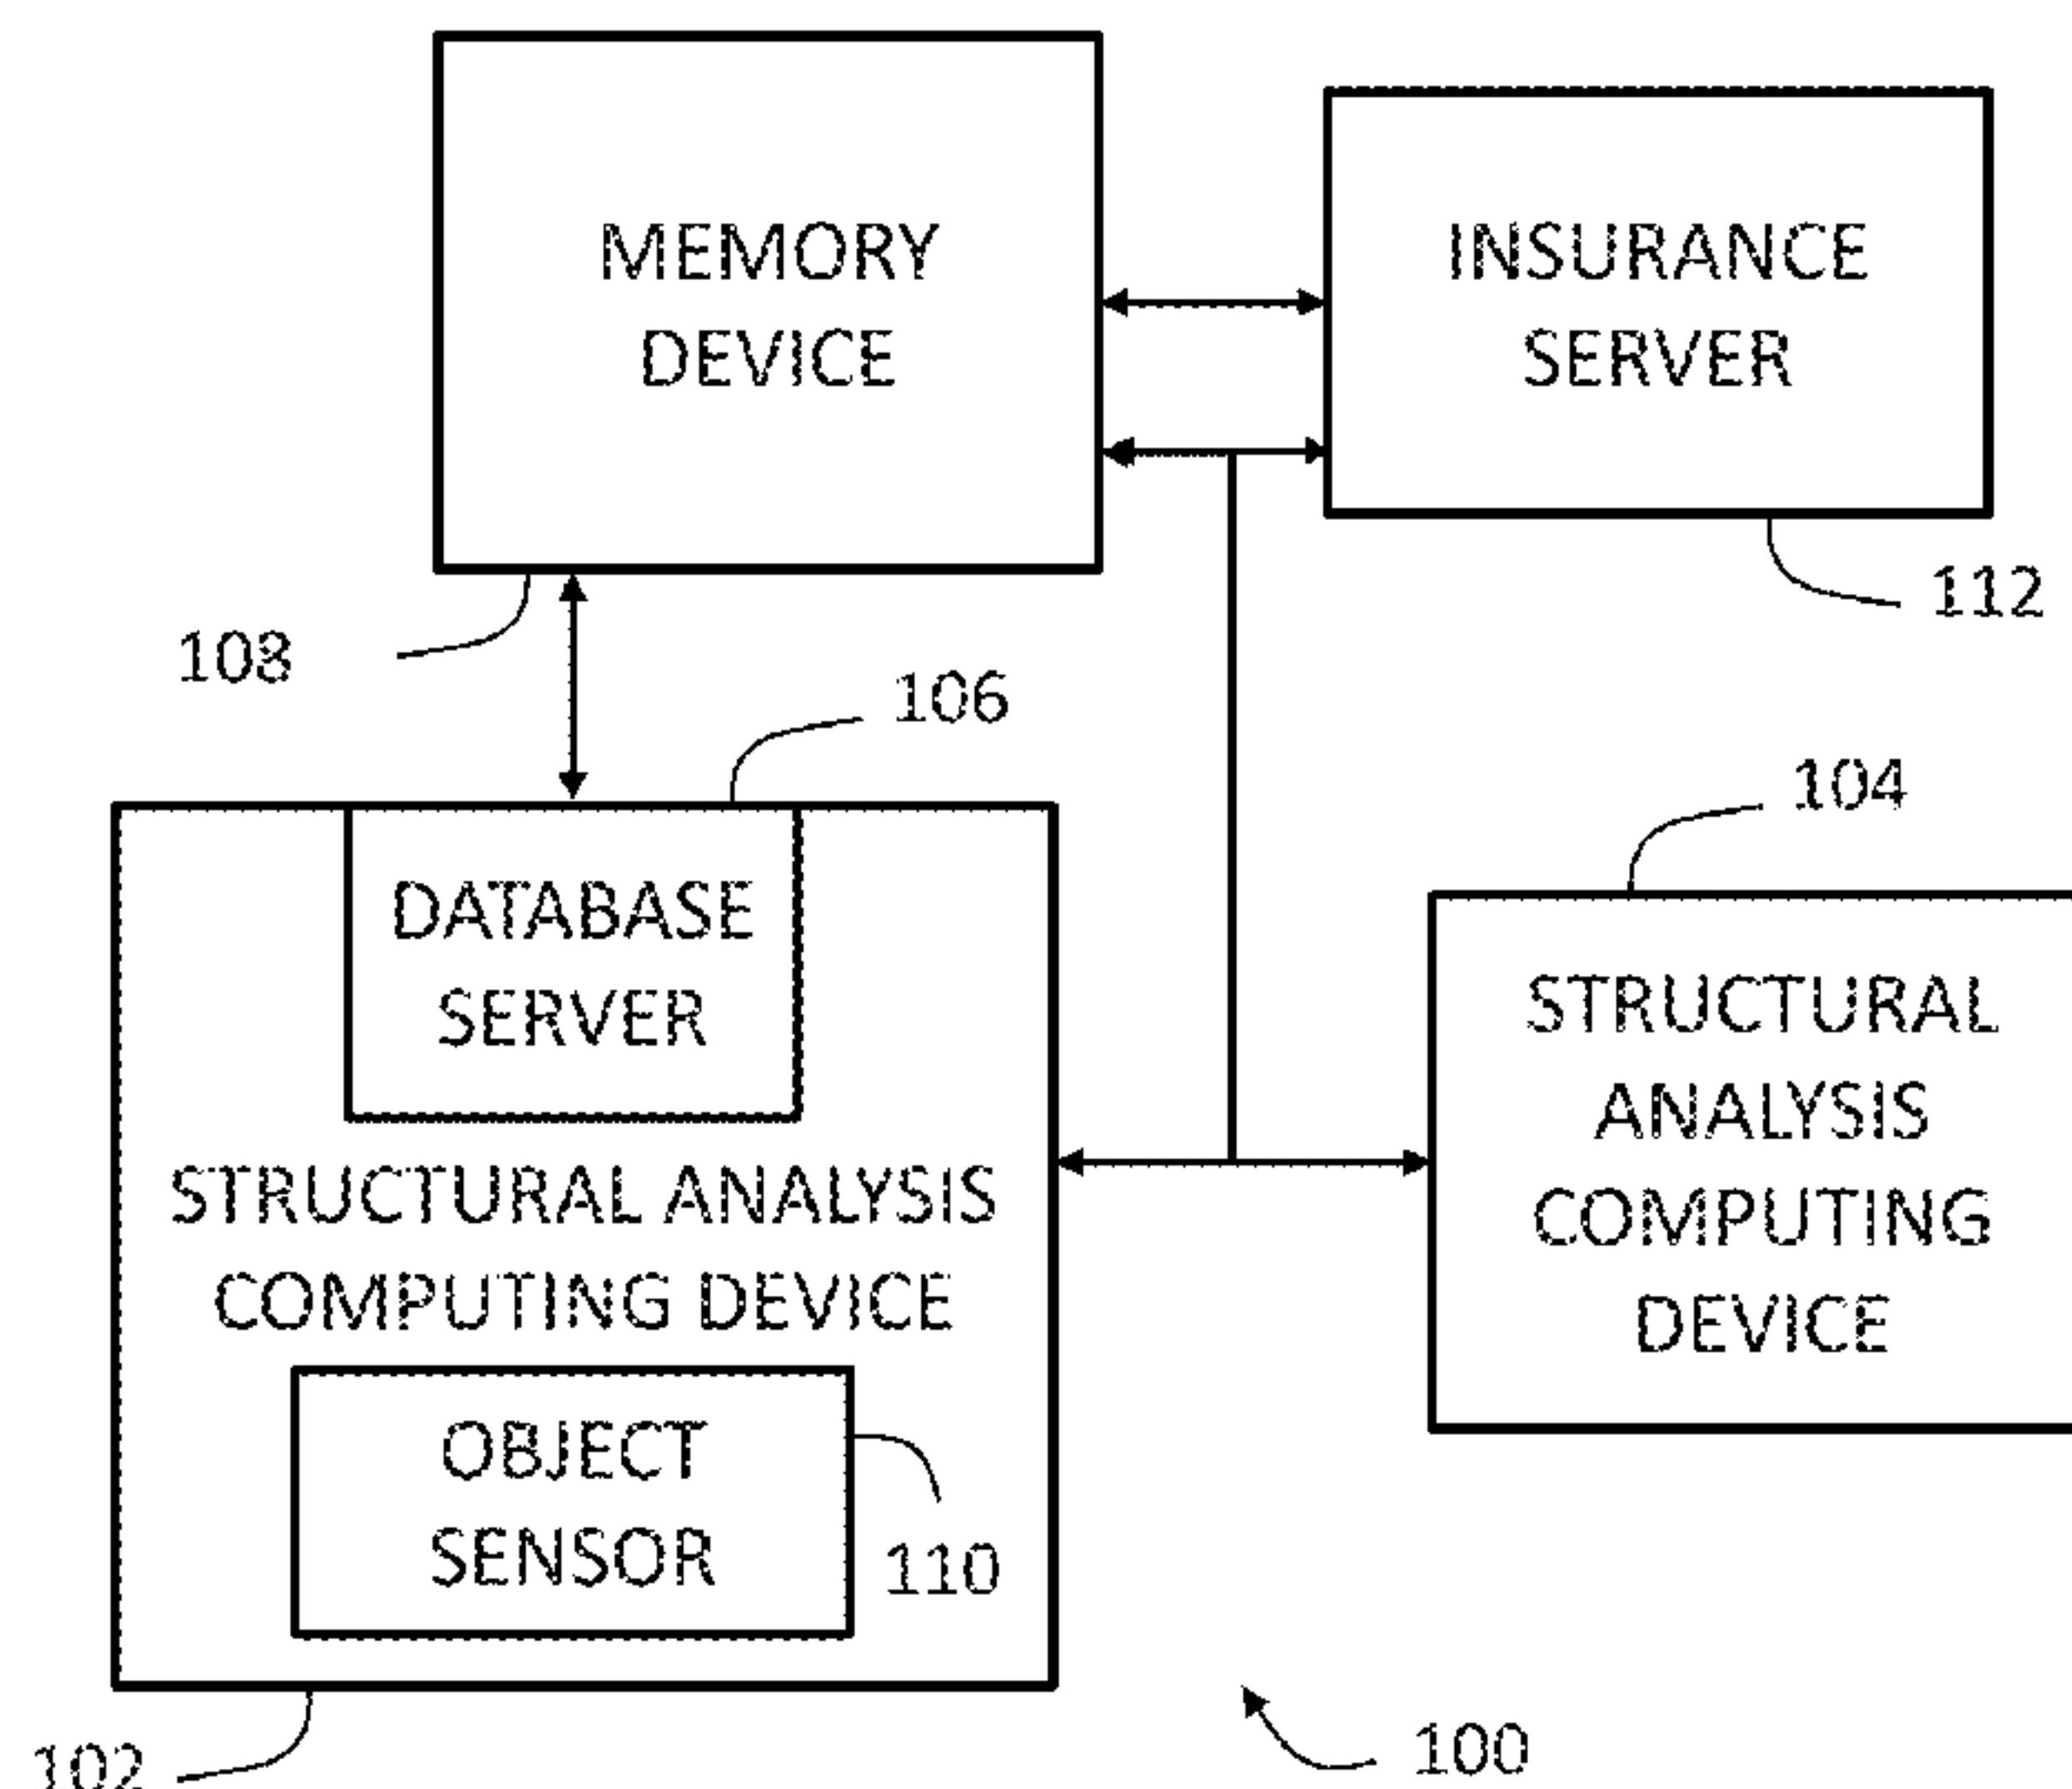 MEMORY
DEVICE
INSURANCE
SERVER
112
108
106
104
DATABASE
SERVER
STRUCTURAL ANALYSIS
COMPUTING DEVICE
OBJECT
SENSOR
110
STRUCTURAL
ANALYSIS
COMPUTING
DEVICE
102
100